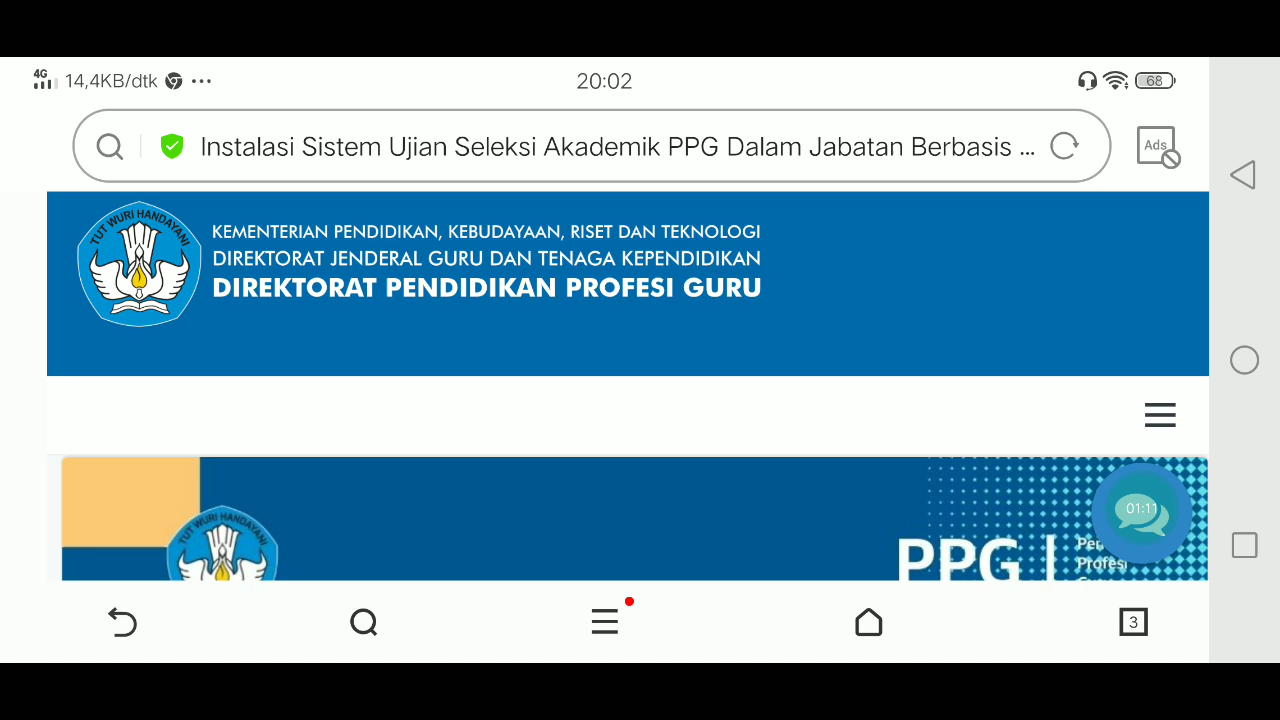 4G 14,4KB/dtk ••• 20:02 68
Instalasi Sistem Ujian Seleksi Akademik PPG Dalam Jabatan Berbasis ...
Ads
TUT WURI HANDAYANI
KEMENTERIAN PENDIDIKAN, KEBUDAYAAN, RISET DAN TEKNOLOGI
DIREKTORAT JENDERAL GURU DAN TENAGA KEPENDIDIKAN
DIREKTORAT PENDIDIKAN PROFESI GURU
TUT WURI HANDAYANI
PPG
Profesi
01:11
3